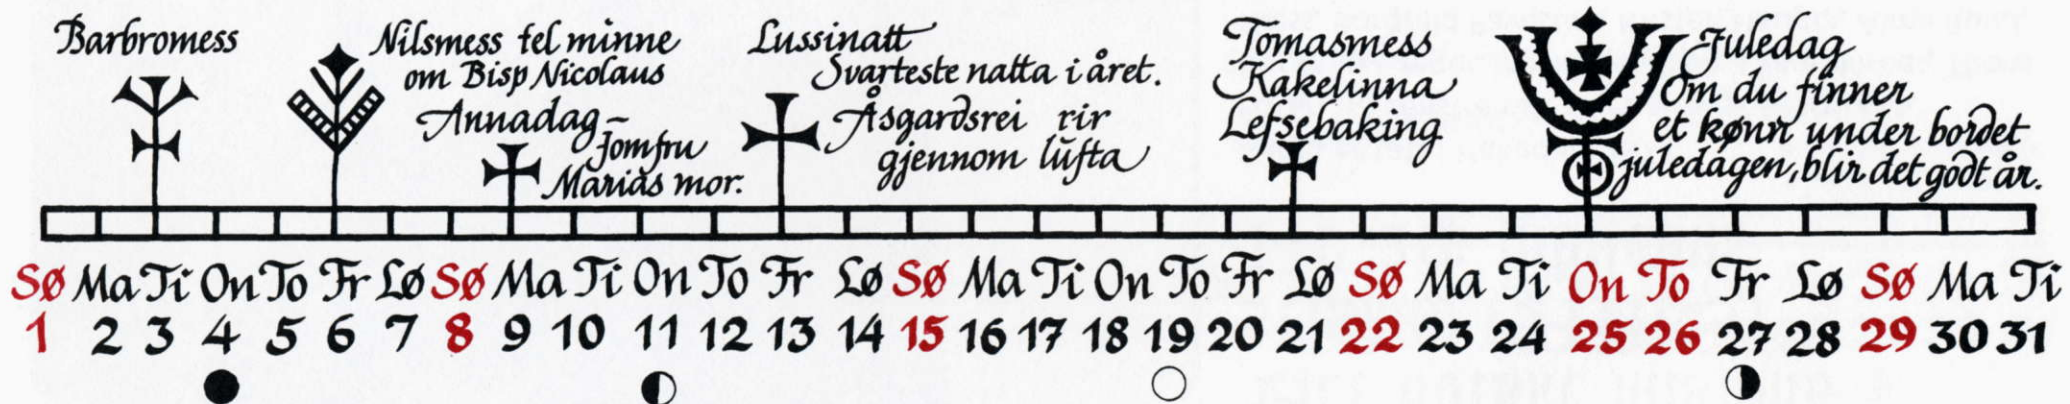 Barbromess
Nilsmess tel minne
om Bisp Nicolaus
Annadag –
Jomfru
Marias mor.
Lussinatt
Svarteste natta i året.
Åsgardsrei rir
gjennom lufta
Tomasmess
Kakelinna
Lefsebaking
Juledag
Om du finner
et kønn under bordet
juledagen, blir det godt år.
Sø Ma Ti On To Fr Lø Sø Ma Ti On To Fr Lø Sø Ma Ti On To Fr Lø Sø Ma Ti On To Fr Lø Sø Ma Ti
1 2 3 4 5 6 7 8 9 10 11 12 13 14 15 16 17 18 19 20 21 22 23 24 25 26 27 28 29 30 31